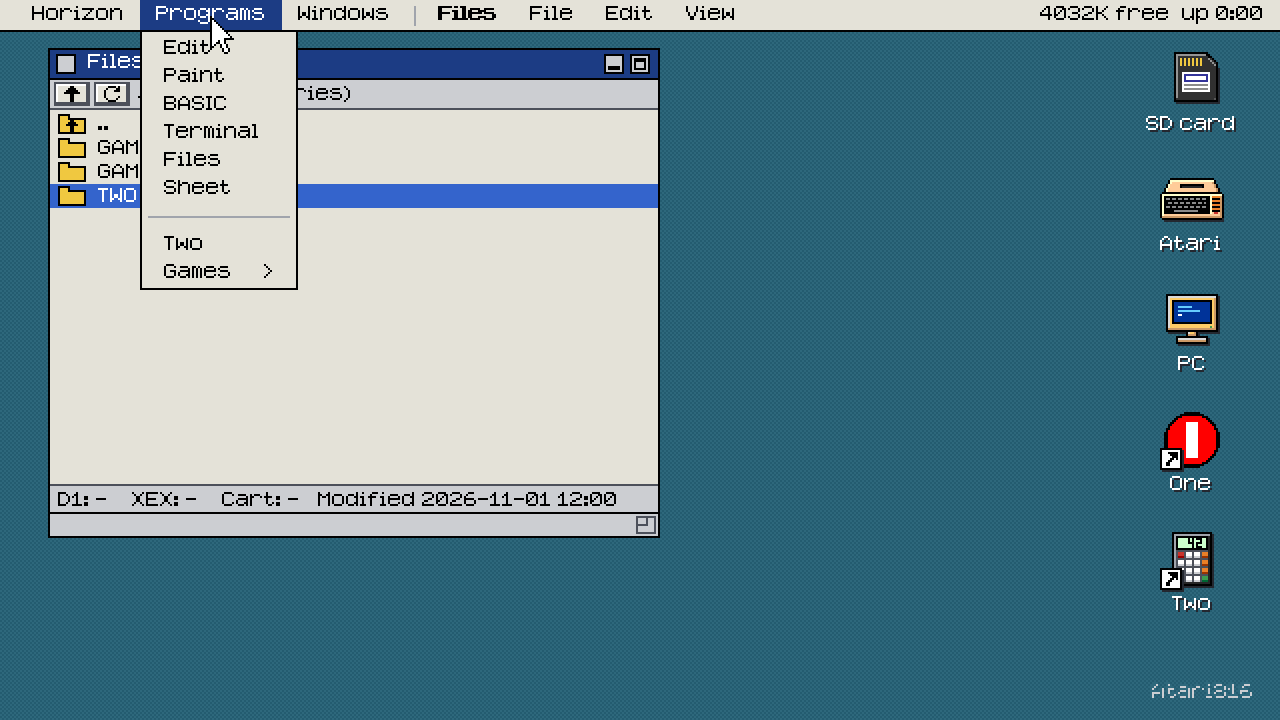 Horizon Programs Windows | Files File Edit View 4032K free up 0:00
Edit
Paint
BASIC
Terminal
Files
Sheet
Two
Games >
Files
ries)
..
GAM
GAM
TWO
D1: - XEX: - Cart: - Modified 2026-11-01 12:00
SD card
Atari
PC
One
42
Two
Atari816